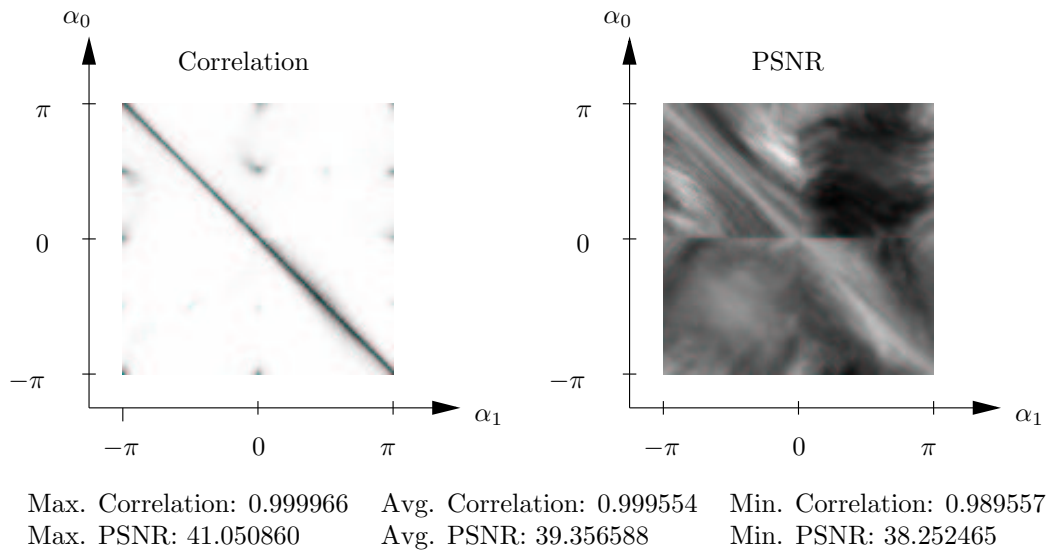 α₀
Correlation
π
0
−π
−π 0 π
α₁
α₀
PSNR
π
0
−π
−π 0 π
α₁
Max. Correlation: 0.999966 Avg. Correlation: 0.999554 Min. Correlation: 0.989557
Max. PSNR: 41.050860 Avg. PSNR: 39.356588 Min. PSNR: 38.252465